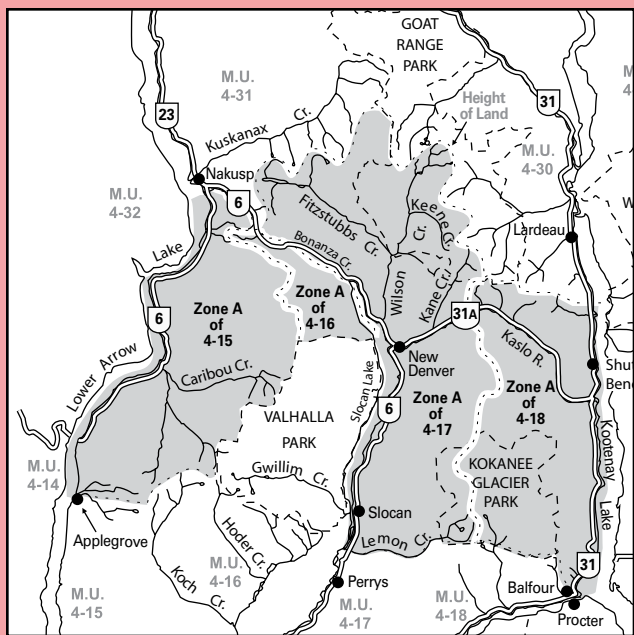 GOAT
RANGE
PARK
M.U.
4-31
23
31
Height
of Land
M.U.
4-30
Kuskanax Cr.
Nakusp
6
M.U.
4-32
Fitzstubbs Cr.
Keene Cr.
Lardeau
Bonanza Cr.
Wilson Cr.
Kane Cr.
Lake
Zone A
of
4-15
Zone A
of
4-16
31A
6
Kaslo R.
New
Denver
Shut
Bend
Lower Arrow
Caribou Cr.
Slocan Lake
6
Zone A
of
4-17
Zone A
of
4-18
VALHALLA
PARK
Kootenay
Lake
M.U.
4-14
Gwillim Cr.
KOKANEE
GLACIER
PARK
Applegrove
Slocan
Lemon Cr.
Hoder Cr.
M.U.
4-16
Koch Cr.
31
Perrys
Balfour
M.U.
4-15
M.U.
4-17
M.U.
4-18
Procter